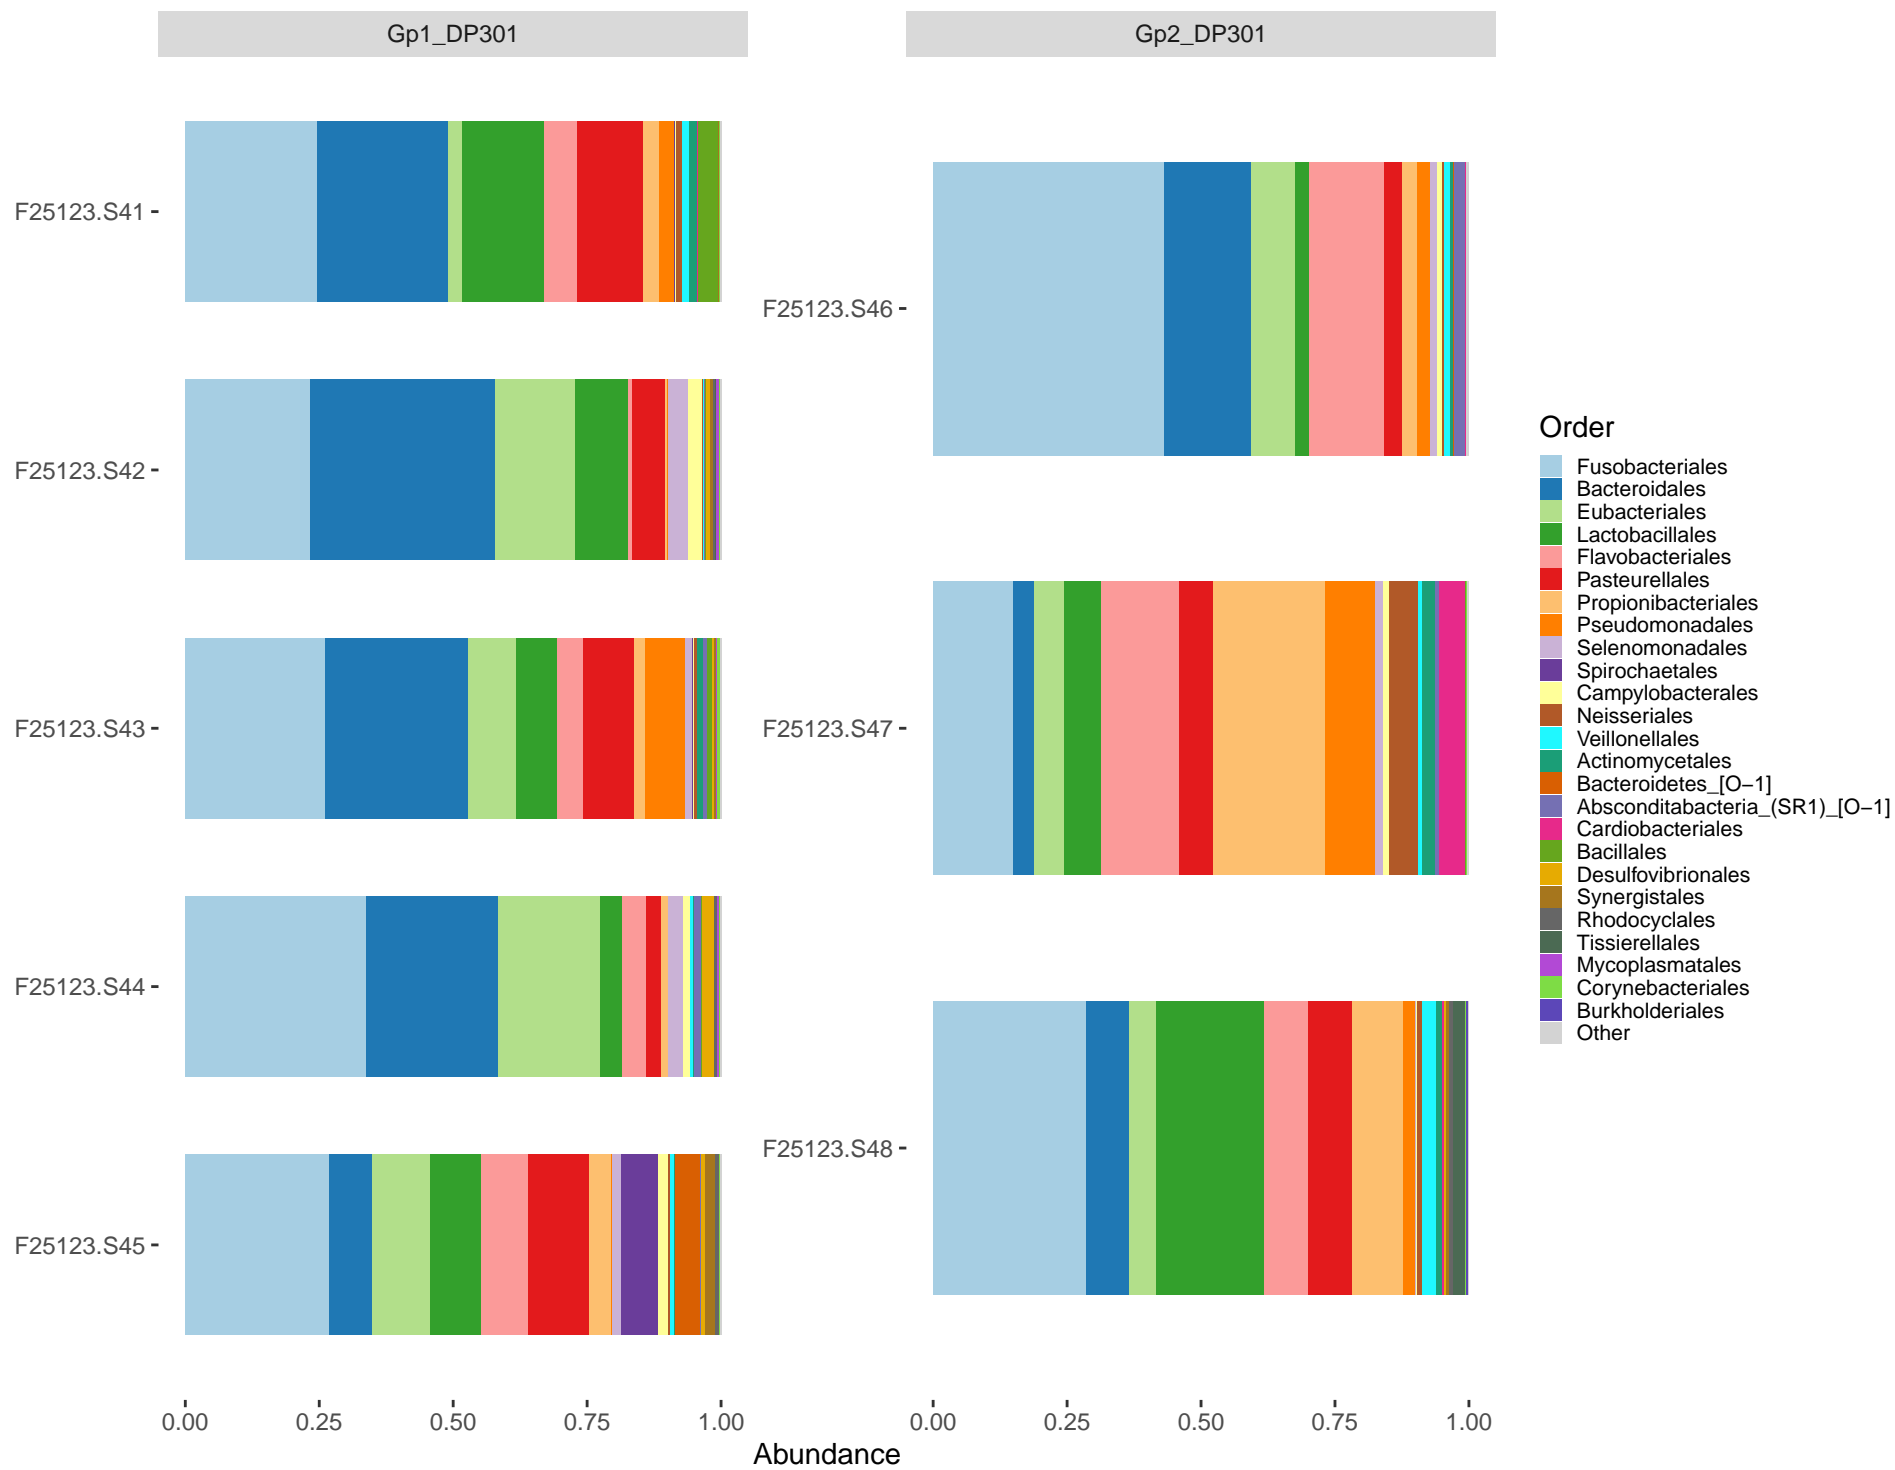 Gp1_DP301
Gp2_DP301
F25123.S41
F25123.S42
F25123.S43
F25123.S44
F25123.S45
F25123.S46
F25123.S47
F25123.S48
0.00 0.25 0.50 0.75 1.00
0.00 0.25 0.50 0.75 1.00
Abundance
Order
Fusobacteriales
Bacteroidales
Eubacteriales
Lactobacillales
Flavobacteriales
Pasteurellales
Propionibacteriales
Pseudomonadales
Selenomonadales
Spirochaetales
Campylobacterales
Neisseriales
Veillonellales
Actinomycetales
Bacteroidetes_[O−1]
Absconditabacteria_(SR1)_[O−1]
Cardiobacteriales
Bacillales
Desulfovibrionales
Synergistales
Rhodocyclales
Tissierellales
Mycoplasmatales
Corynebacteriales
Burkholderiales
Other